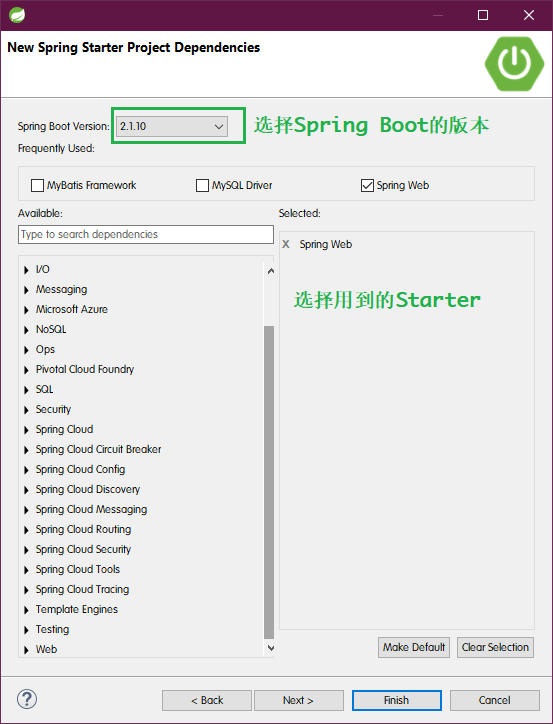 New Spring Starter Project Dependencies
Spring Boot Version: 2.1.10 选择Spring Boot的版本
Frequently Used:
MyBatis Framework MySQL Driver Spring Web
Available: Selected:
Type to search dependencies
X Spring Web
选择用到的Starter
I/O
Messaging
Microsoft Azure
NoSQL
Ops
Pivotal Cloud Foundry
SQL
Security
Spring Cloud
Spring Cloud Circuit Breaker
Spring Cloud Config
Spring Cloud Discovery
Spring Cloud Messaging
Spring Cloud Routing
Spring Cloud Security
Spring Cloud Tools
Spring Cloud Tracing
Template Engines
Testing
Web
Make Default Clear Selection
? < Back Next > Finish Cancel